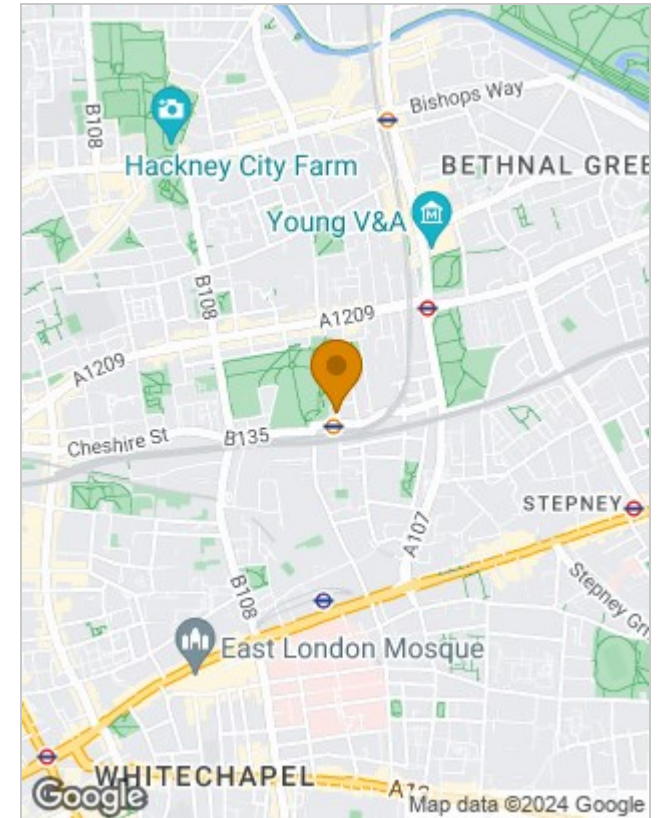 Bishops Way
B108
Hackney City Farm
BETHNAL GREE
Young V&A
B108
A1209
A1209
Cheshire St
B135
STEPNEY
A107
B108
Stepney Gr
East London Mosque
WHITECHAPEL
A13
Google
Map data ©2024 Google